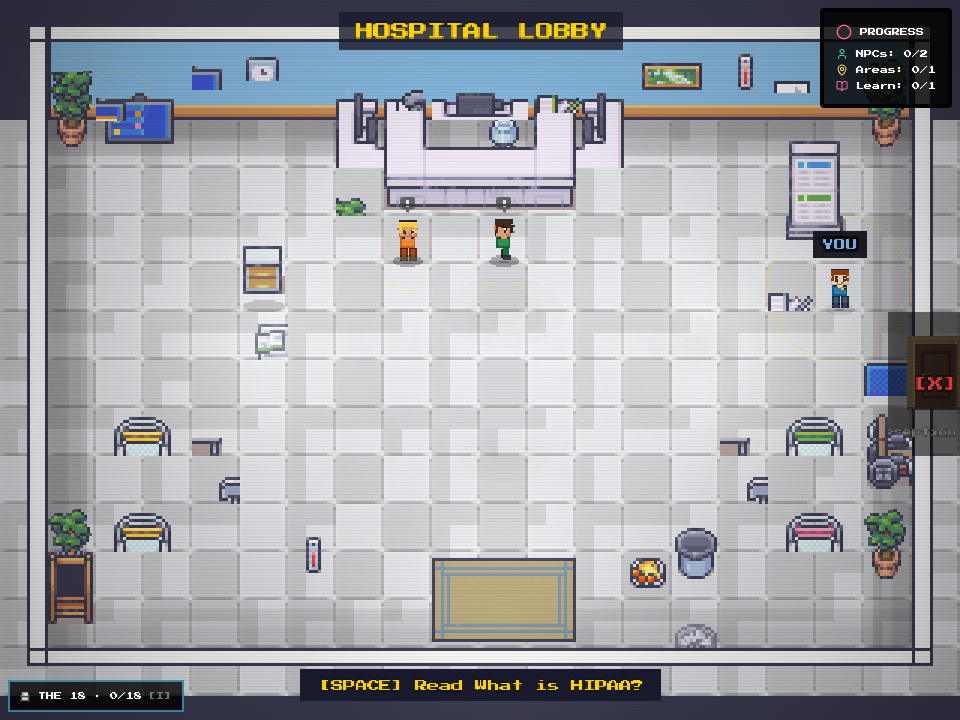 HOSPITAL LOBBY
PROGRESS
NPCs: 0/2
Areas: 0/1
Learn: 0/1
YOU
[X]
THE 18 · 0/18 [I]
[SPACE] Read What is HIPAA?